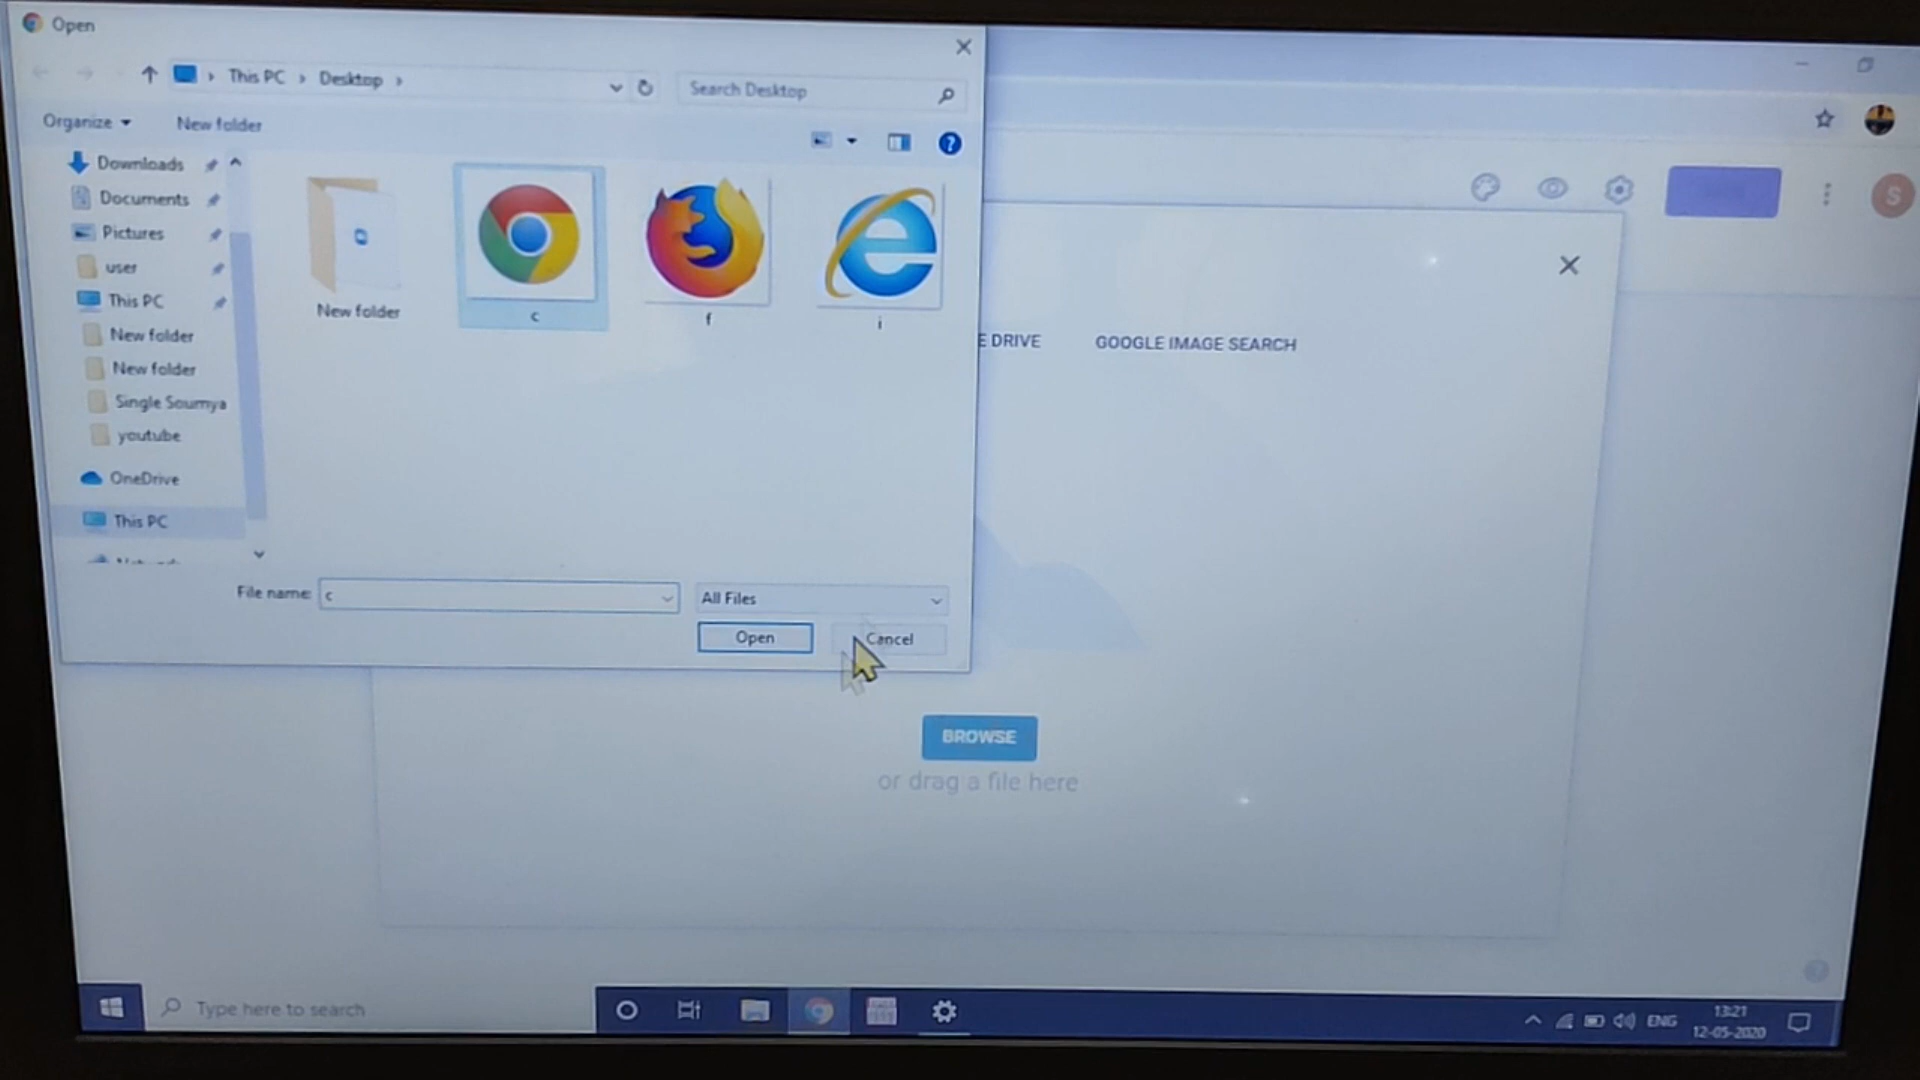 Open
This PC > Desktop >
Search Desktop
Organize
New folder
Downloads
Documents
Pictures
user
This PC
New folder
New folder
Single Soumya
youtube
OneDrive
This PC
New folder
c
f
i
File name: c
All Files
Open
Cancel
S
E DRIVE
GOOGLE IMAGE SEARCH
BROWSE
or drag a file here
Type here to search
ENG
13:21
12-05-2020